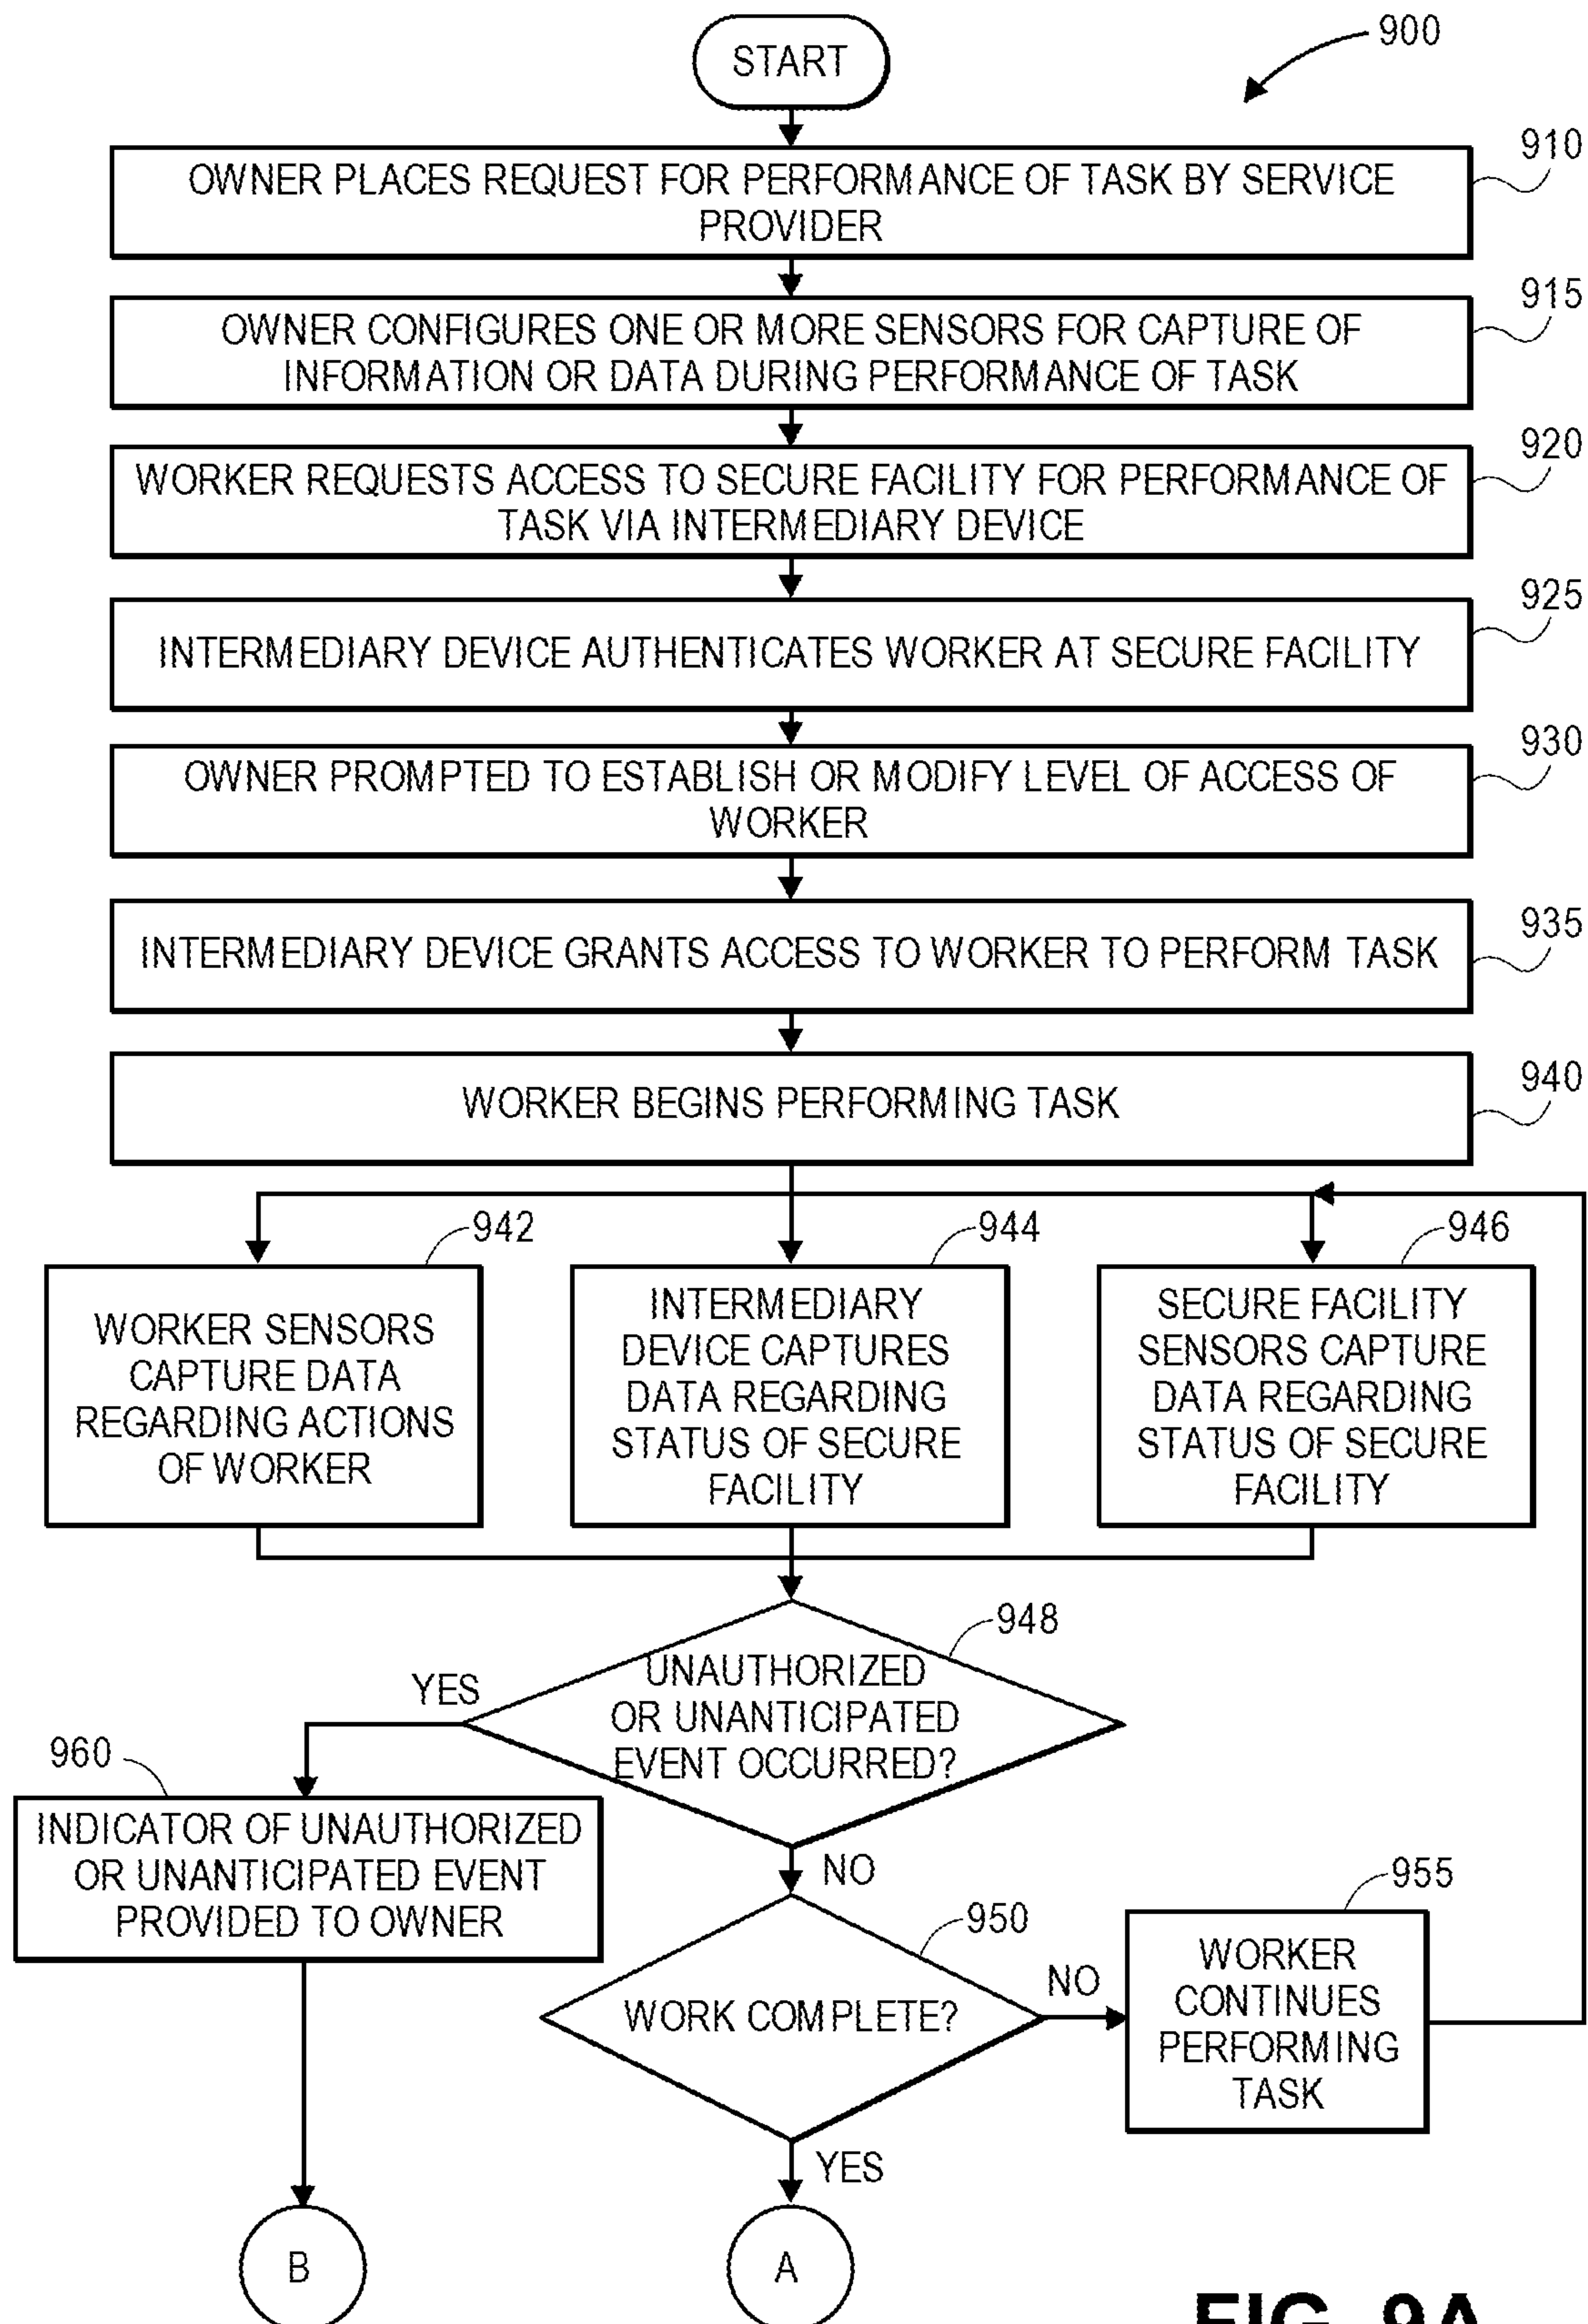 START
900
OWNER PLACES REQUEST FOR PERFORMANCE OF TASK BY SERVICE
PROVIDER
910
OWNER CONFIGURES ONE OR MORE SENSORS FOR CAPTURE OF
INFORMATION OR DATA DURING PERFORMANCE OF TASK
915
WORKER REQUESTS ACCESS TO SECURE FACILITY FOR PERFORMANCE OF
TASK VIA INTERMEDIARY DEVICE
920
INTERMEDIARY DEVICE AUTHENTICATES WORKER AT SECURE FACILITY
925
OWNER PROMPTED TO ESTABLISH OR MODIFY LEVEL OF ACCESS OF
WORKER
930
INTERMEDIARY DEVICE GRANTS ACCESS TO WORKER TO PERFORM TASK
935
WORKER BEGINS PERFORMING TASK
940
942
WORKER SENSORS
CAPTURE DATA
REGARDING ACTIONS
OF WORKER
944
INTERMEDIARY
DEVICE CAPTURES
DATA REGARDING
STATUS OF SECURE
FACILITY
946
SECURE FACILITY
SENSORS CAPTURE
DATA REGARDING
STATUS OF SECURE
FACILITY
948
UNAUTHORIZED
OR UNANTICIPATED
EVENT OCCURRED?
YES
960
INDICATOR OF UNAUTHORIZED
OR UNANTICIPATED EVENT
PROVIDED TO OWNER
NO
950
WORK COMPLETE?
NO
955
WORKER
CONTINUES
PERFORMING
TASK
YES
B
A
FIG. 9A